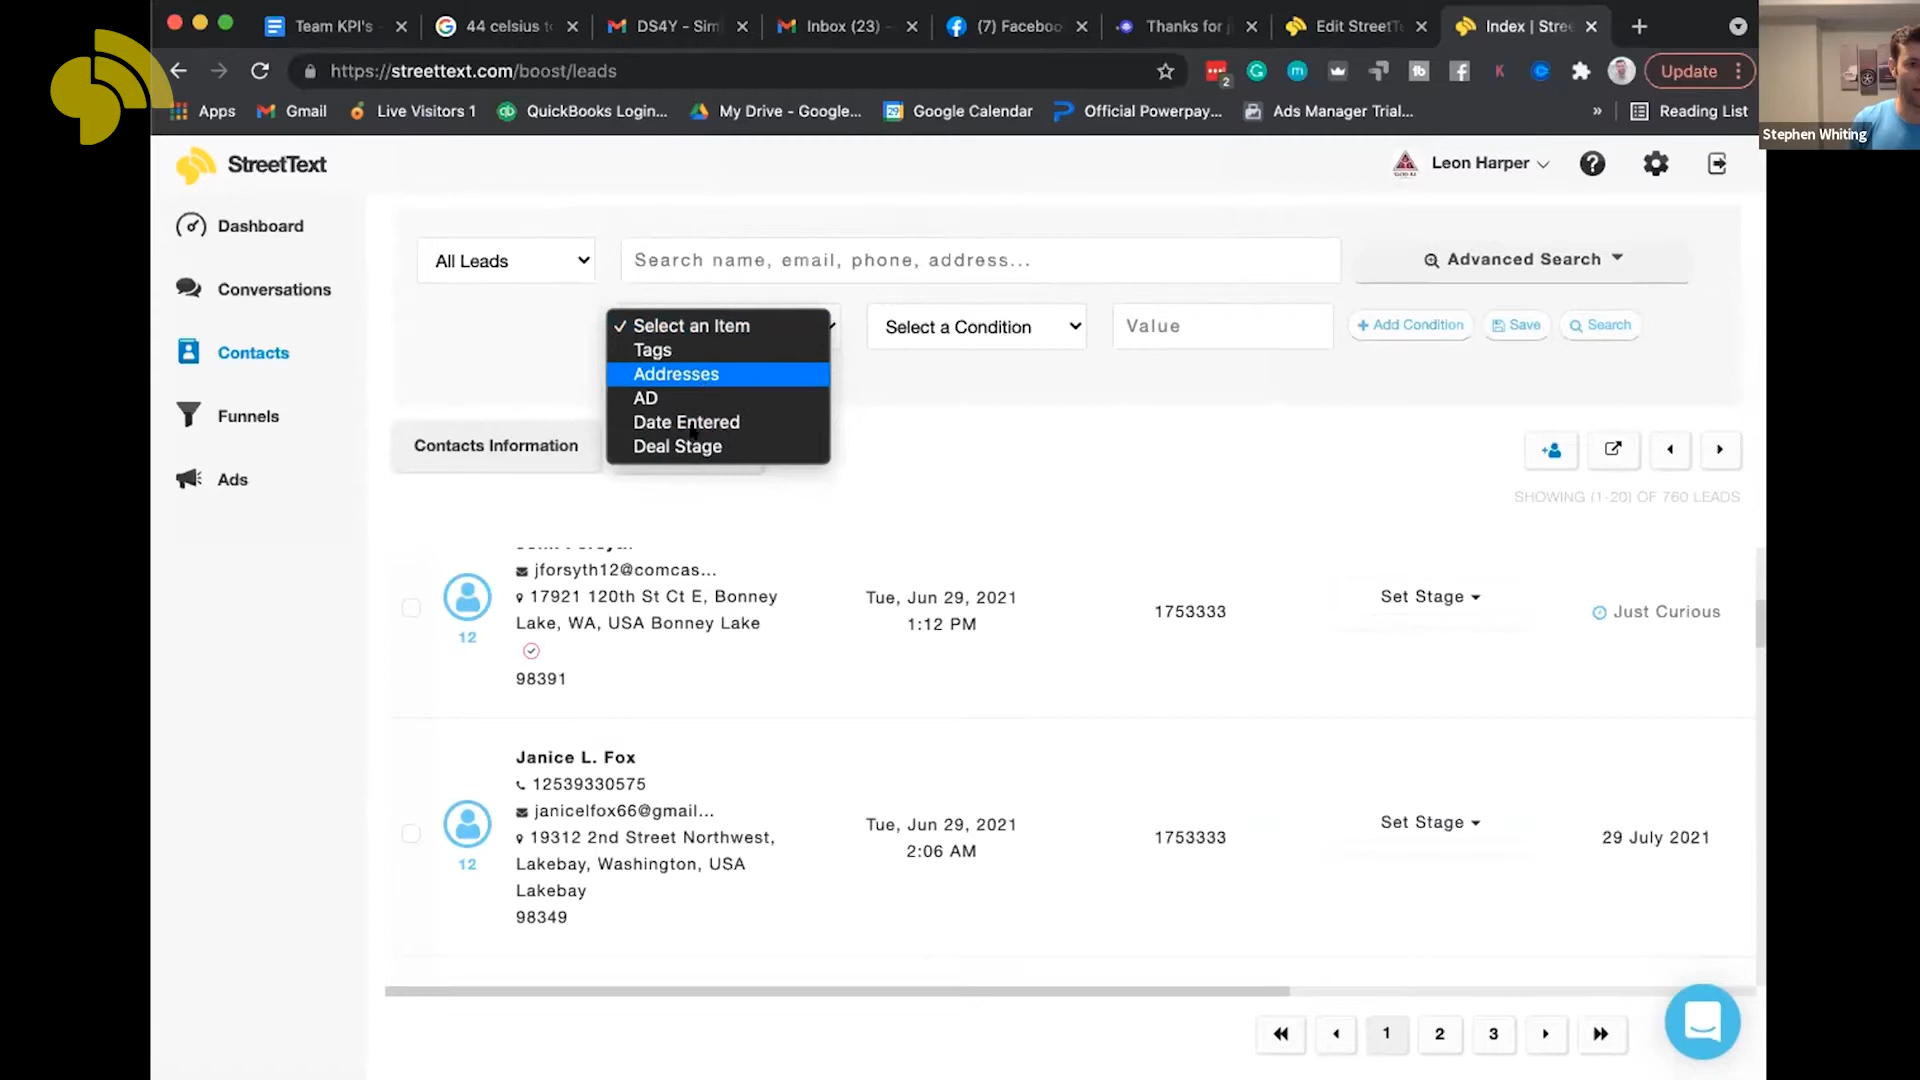 Team KPI's
44 celsius to
DS4Y - Sim
Inbox (23) -
(7) Faceboo
Thanks for j
Edit StreetTe
Index | Stree
https://streettext.com/boost/leads
2
Update
Apps
Gmail
Live Visitors 1
QuickBooks Login...
My Drive - Google...
Google Calendar
Official Powerpay...
Ads Manager Trial...
»
Reading List
Stephen Whiting
StreetText
Leon Harper
Dashboard
Conversations
Contacts
Funnels
Ads
All Leads
Search name, email, phone, address...
Advanced Search
✓ Select an Item
Tags
Addresses
AD
Date Entered
Deal Stage
Select a Condition
Value
+ Add Condition
Save
Search
Contacts Information
SHOWING (1-20) OF 760 LEADS
jforsyth12@comcas...
17921 120th St Ct E, Bonney
Lake, WA, USA Bonney Lake
98391
12
Tue, Jun 29, 2021
1:12 PM
1753333
Set Stage
Just Curious
Janice L. Fox
12539330575
janicelfox66@gmail...
19312 2nd Street Northwest,
Lakebay, Washington, USA
Lakebay
98349
12
Tue, Jun 29, 2021
2:06 AM
1753333
Set Stage
29 July 2021
1
2
3